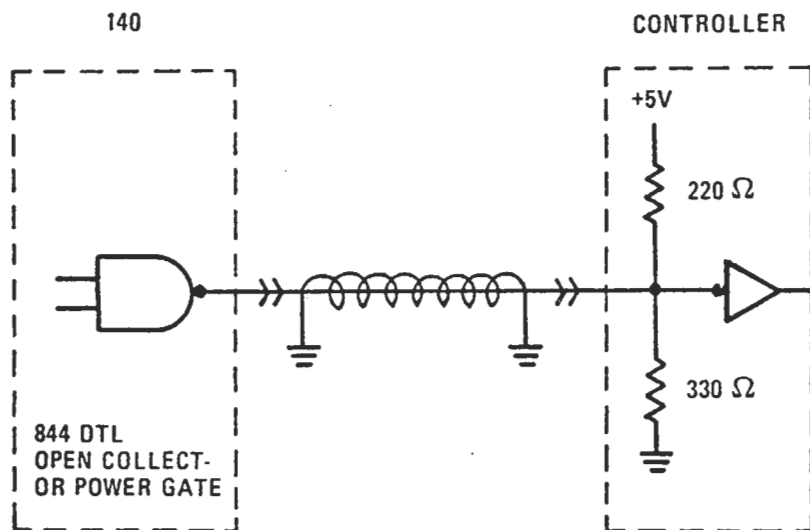 140
CONTROLLER
+5V
220 Ω
330 Ω
844 DTL
OPEN COLLECT-
OR POWER GATE